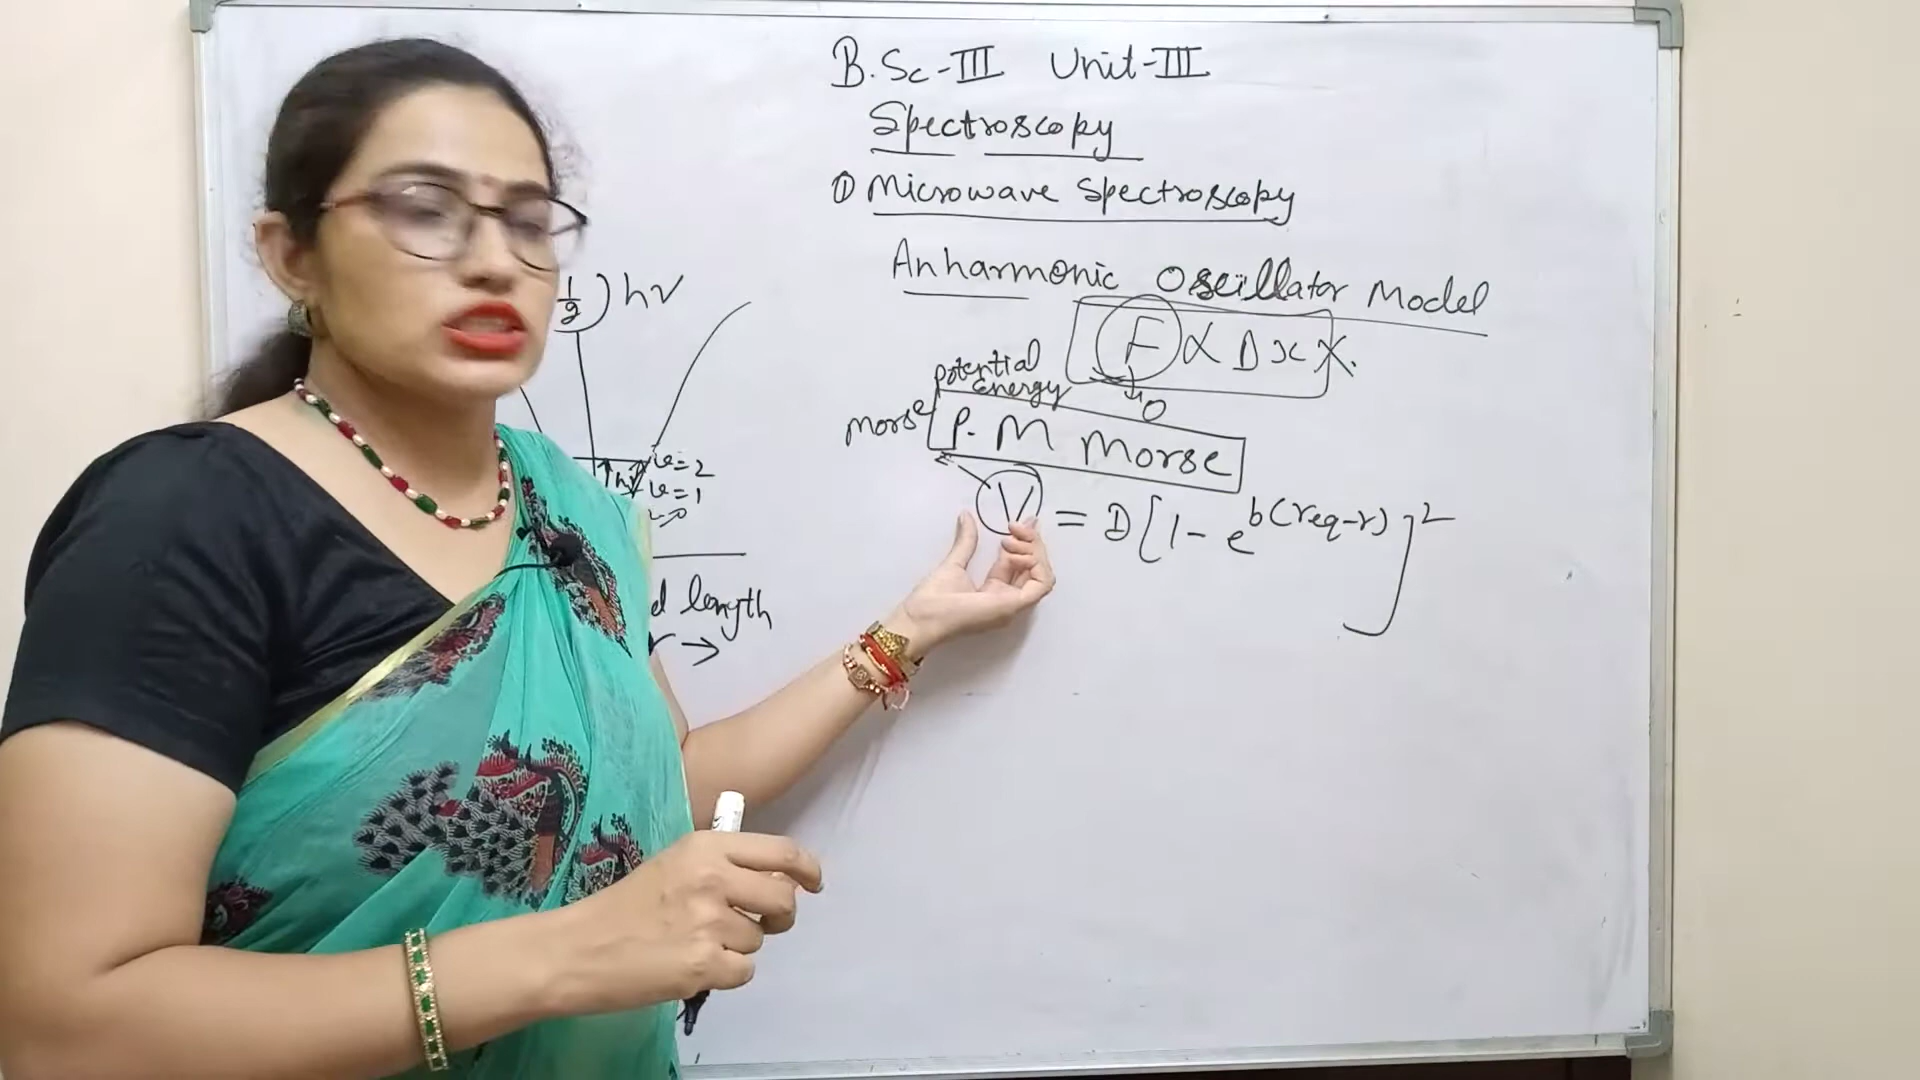 B.Sc-III Unit-III
Spectroscopy
① Microwave Spectroscopy
Anharmonic Oscillator Model
F ∝ D x X.
0
potential energy
morse
P. M Morse
V = D[1- e^b(req-r)]^2
1/2) hν
v=2
hν
v=1
length
r →